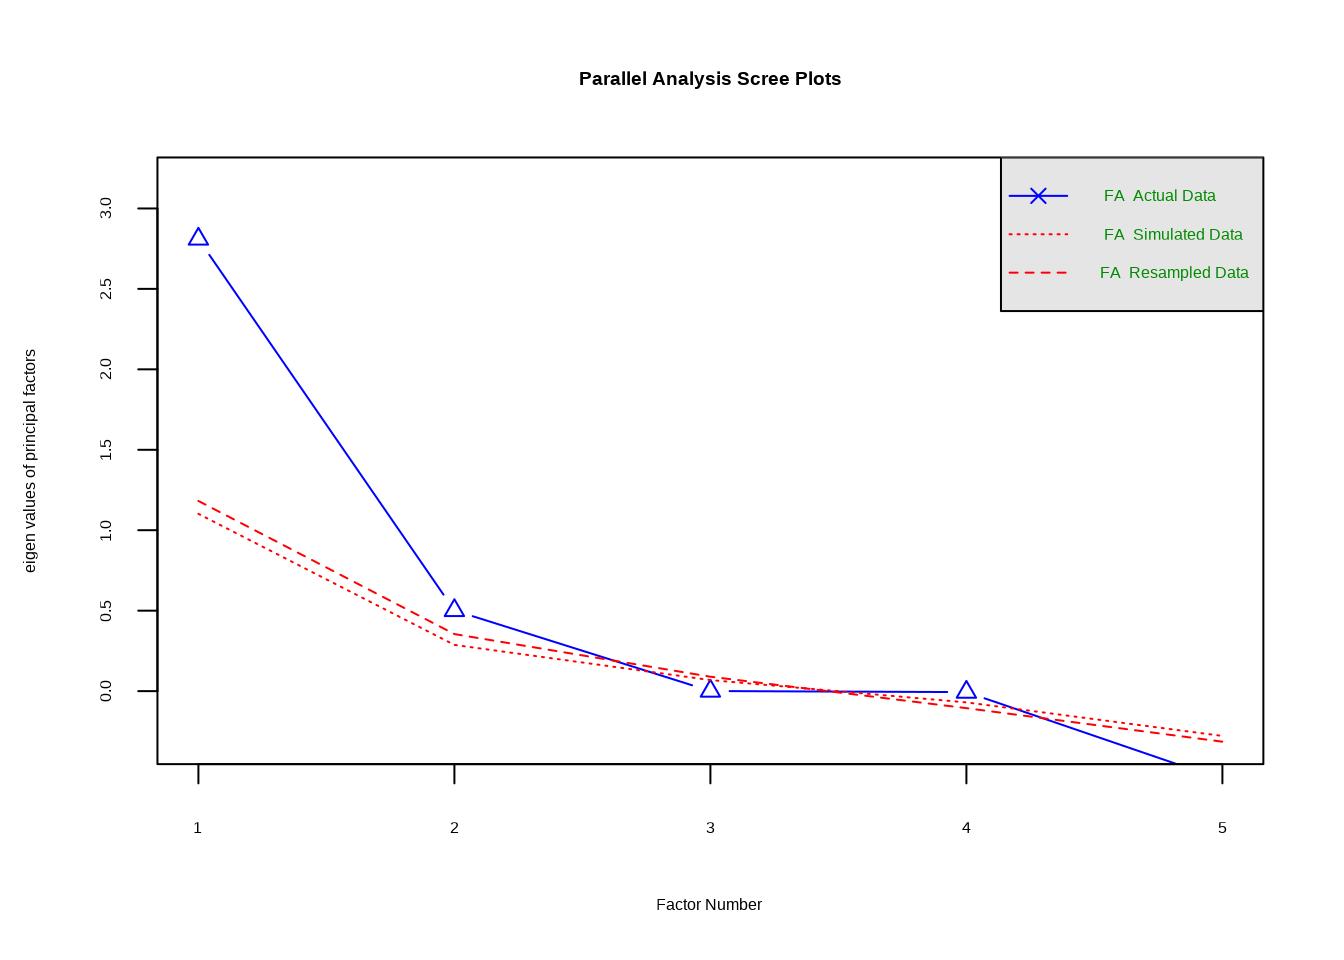 Parallel Analysis Scree Plots
FA  Actual Data
FA  Simulated Data
FA  Resampled Data
eigen values of principal factors
3.0
2.5
2.0
1.5
1.0
0.5
0.0
1 2 3 4 5
Factor Number